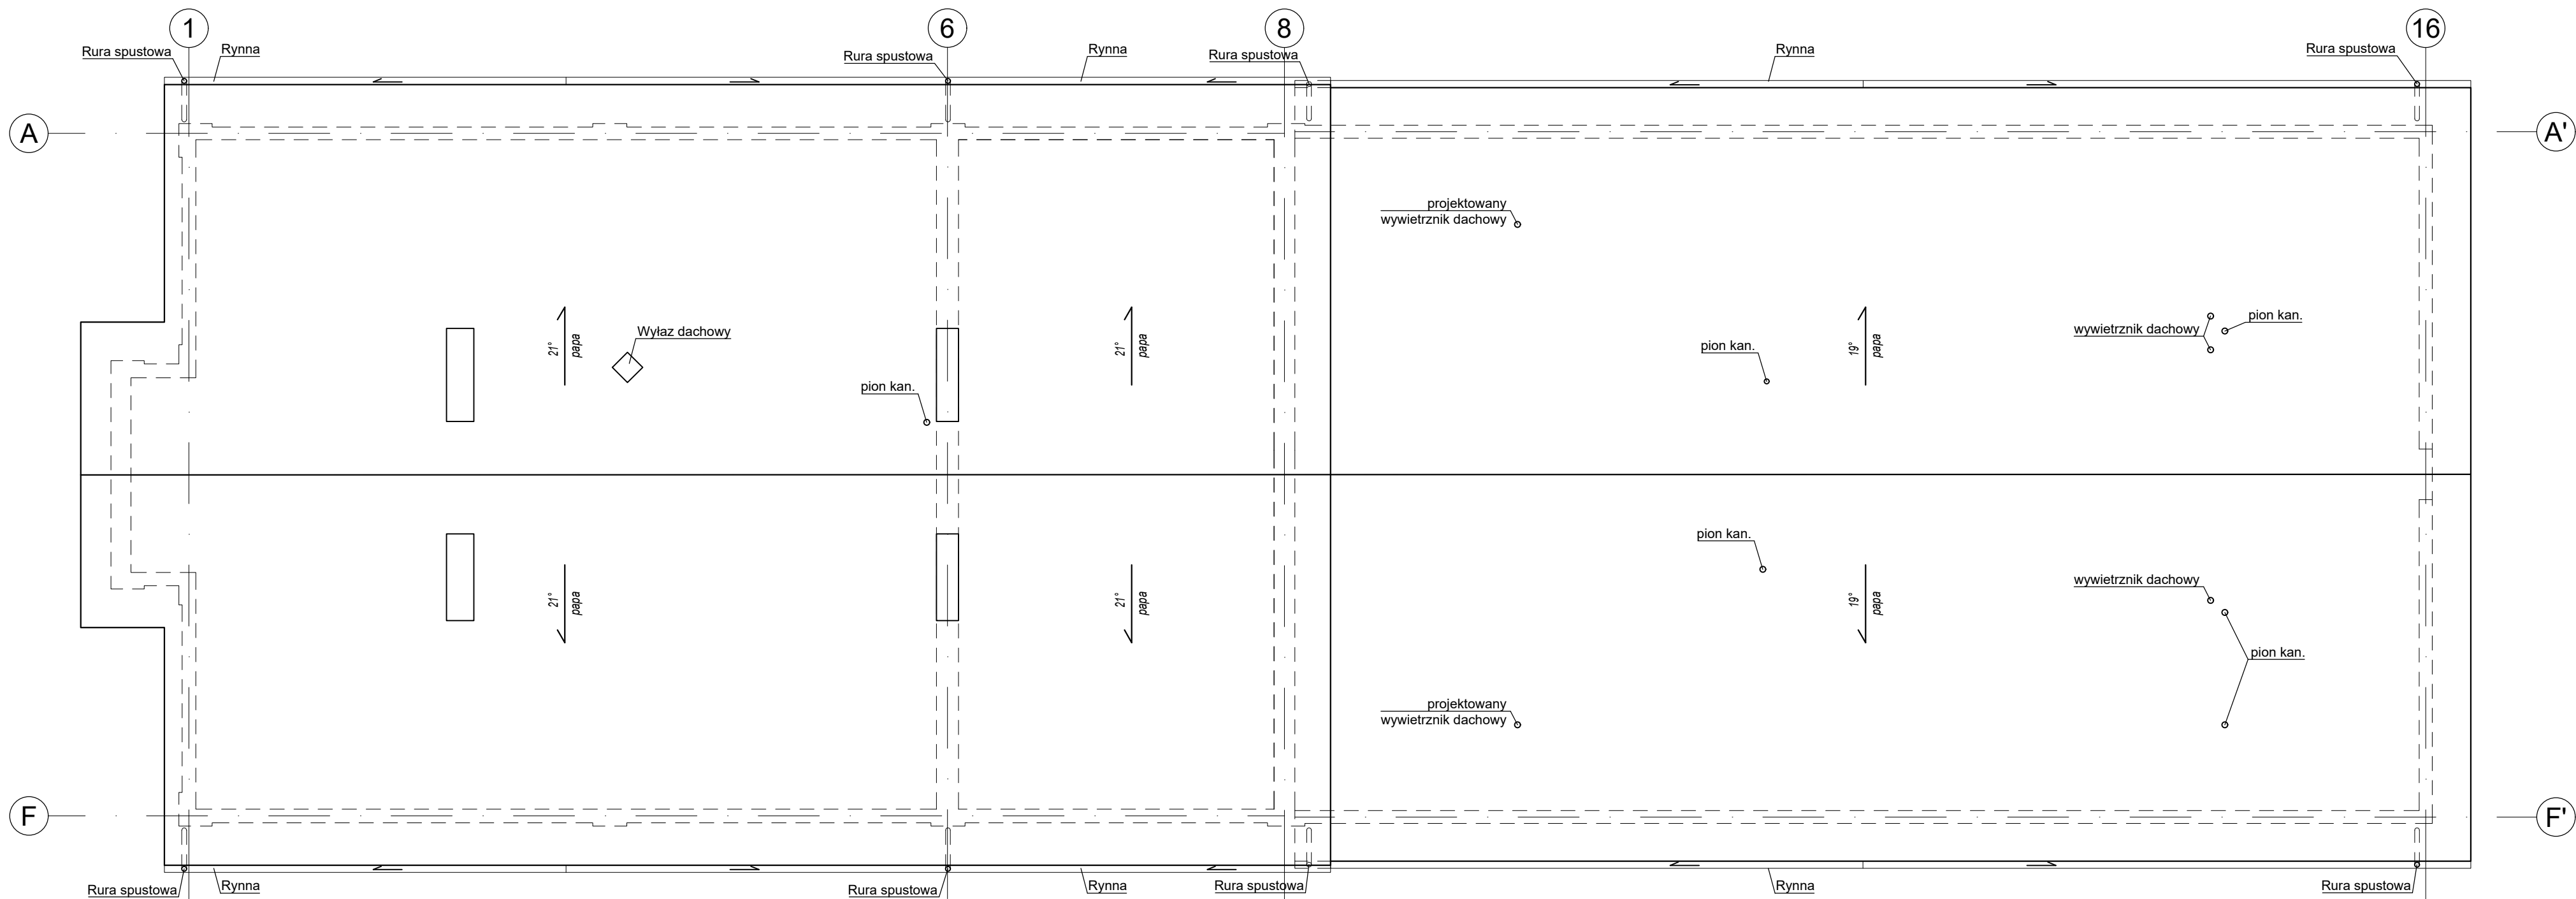 1
6
8
16
Rura spustowa
Rynna
Rura spustowa
Rynna
Rura spustowa
Rynna
Rura spustowa
A
A'
projektowany
wywietrznik dachowy
21°
papa
Wyłaz dachowy
21°
papa
pion kan.
pion kan.
19°
papa
wywietrznik dachowy
pion kan.
21°
papa
21°
papa
pion kan.
19°
papa
wywietrznik dachowy
pion kan.
projektowany
wywietrznik dachowy
F
F'
Rura spustowa
Rynna
Rura spustowa
Rynna
Rura spustowa
Rynna
Rura spustowa